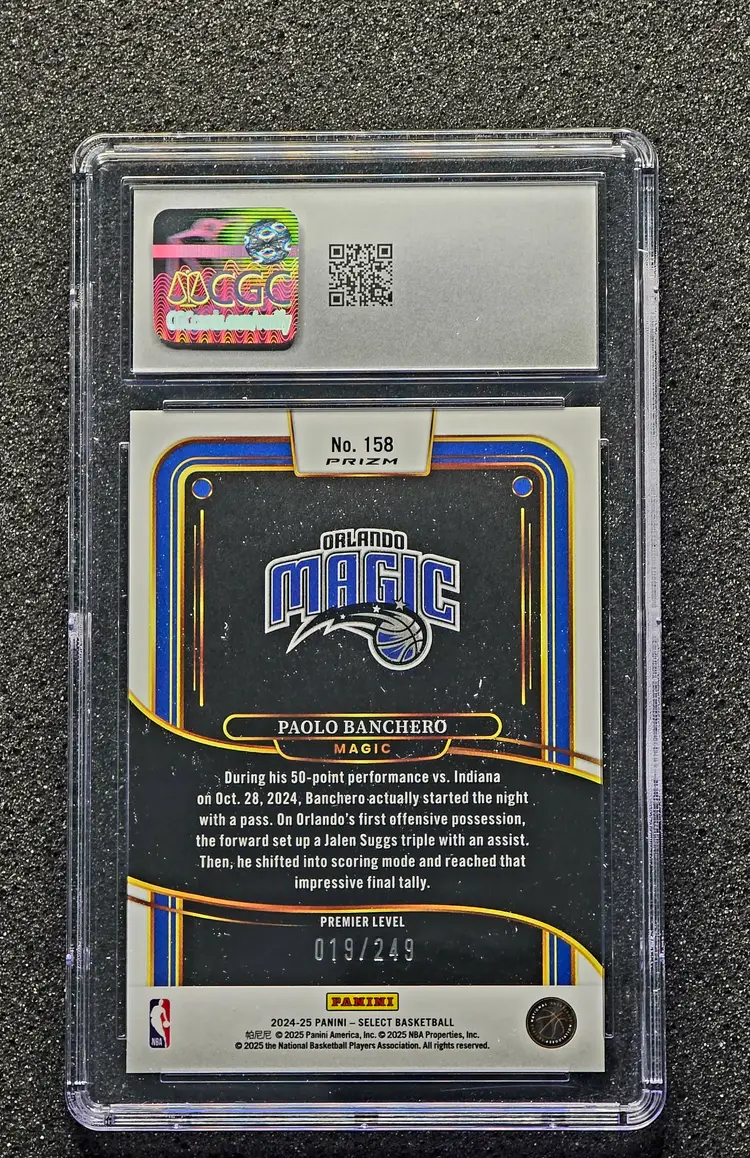 CGC
No. 158
PRIZM
ORLANDO
MAGIC
PAOLO BANCHERO
MAGIC
During his 50-point performance vs. Indiana
on Oct. 28, 2024, Banchero actually started the night
with a pass. On Orlando's first offensive possession,
the forward set up a Jalen Suggs triple with an assist.
Then, he shifted into scoring mode and reached that
impressive final tally.
PREMIER LEVEL
019/249
PANINI
2024-25 PANINI – SELECT BASKETBALL
帕尼尼 © 2025 Panini America, Inc. © 2025 NBA Properties, Inc.
© 2025 the National Basketball Players Association. All rights reserved.
NBA